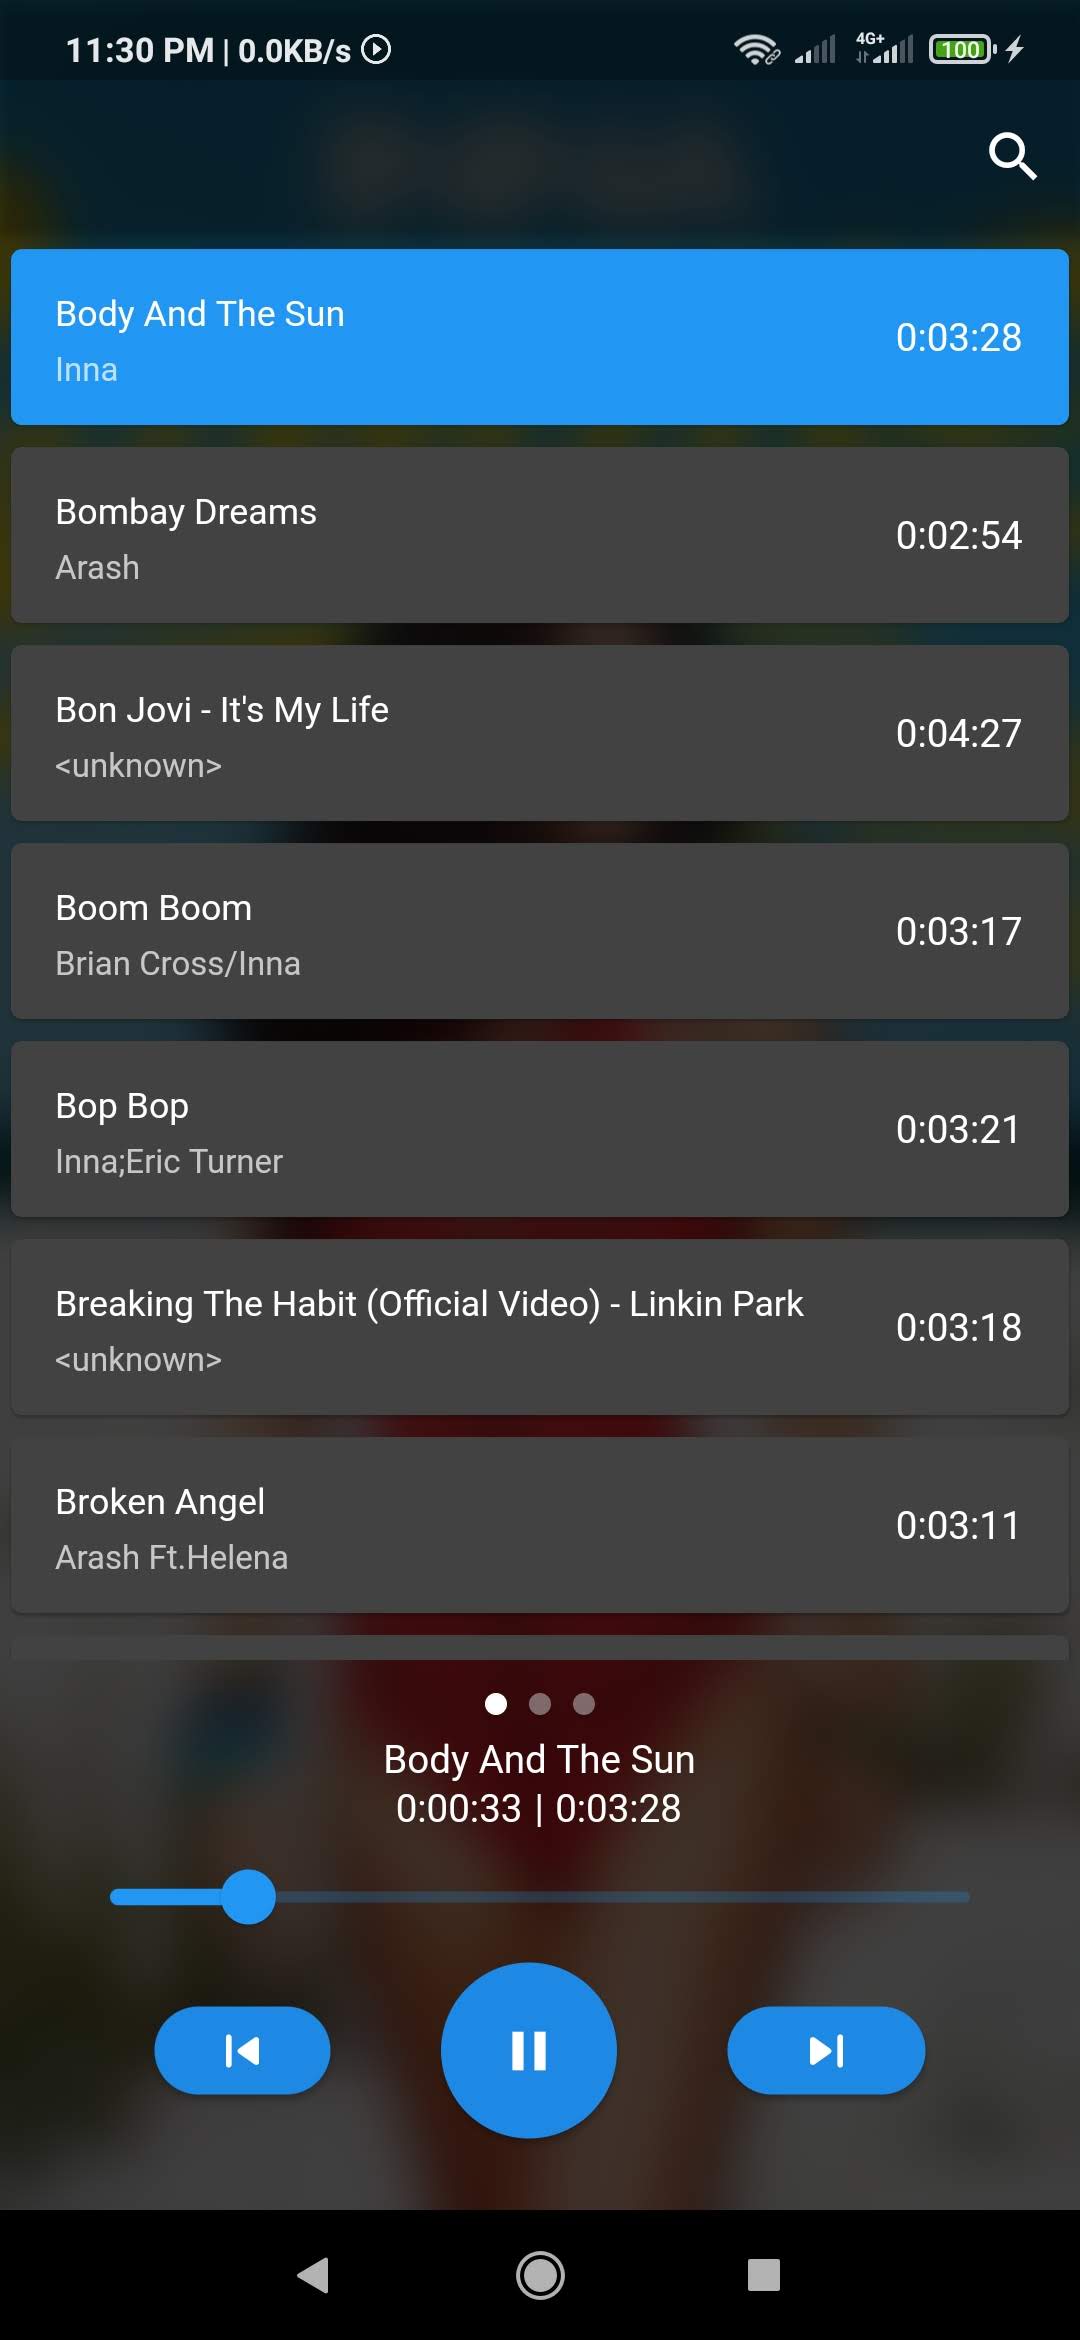 11:30 PM | 0.0KB/s
4G+
100
Body And The Sun
0:03:28
Inna
Bombay Dreams
0:02:54
Arash
Bon Jovi - It's My Life
0:04:27
<unknown>
Boom Boom
0:03:17
Brian Cross/Inna
Bop Bop
0:03:21
Inna;Eric Turner
Breaking The Habit (Official Video) - Linkin Park
0:03:18
<unknown>
Broken Angel
0:03:11
Arash Ft.Helena
Body And The Sun
0:00:33 | 0:03:28